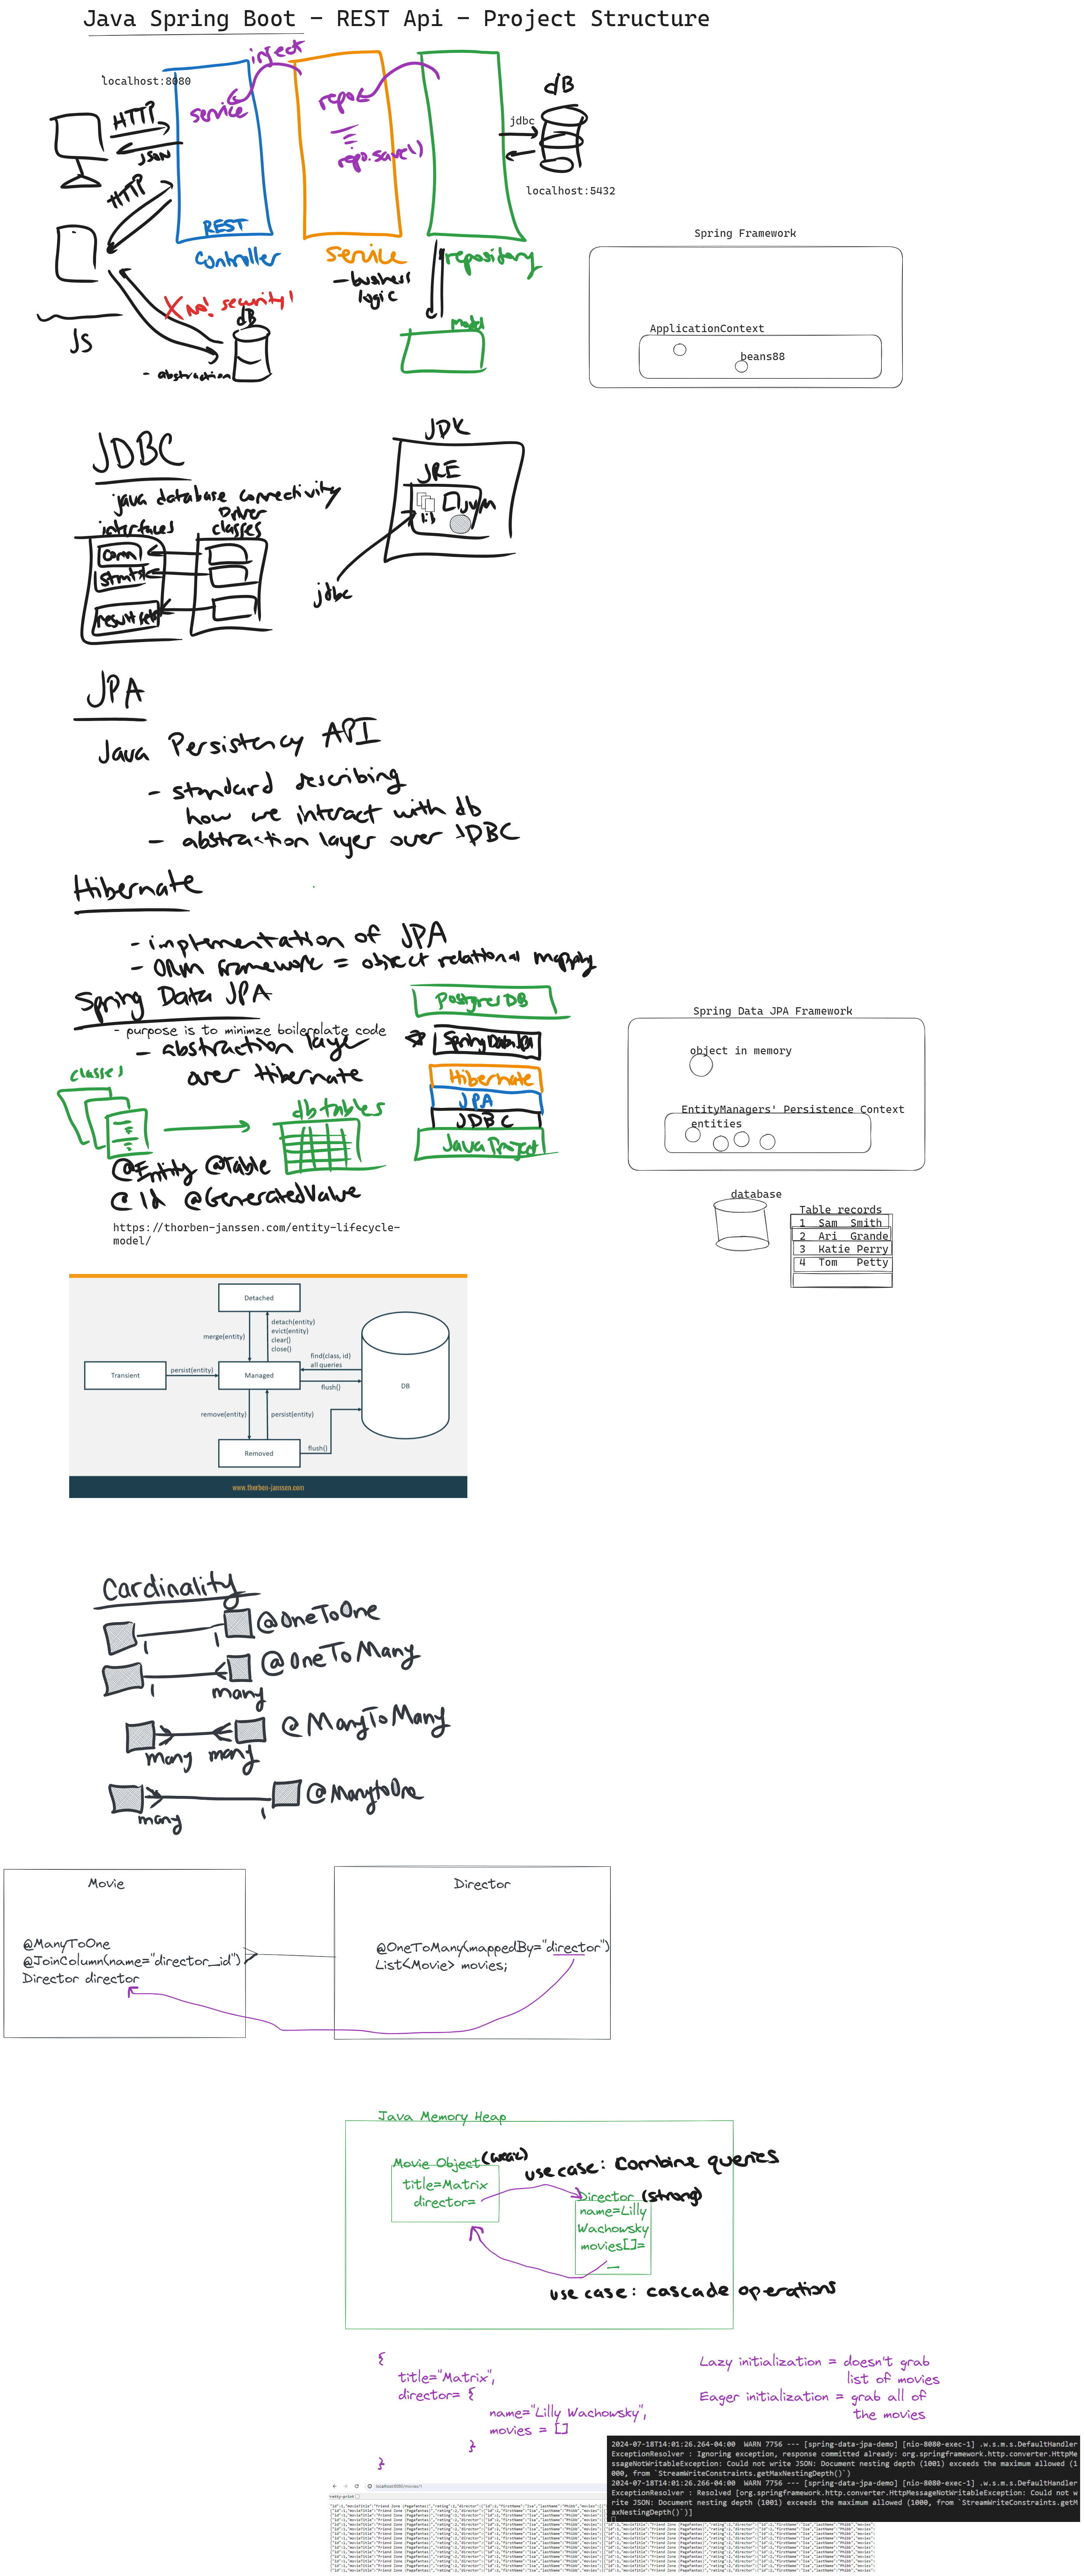 Java Spring Boot - REST Api - Project Structure
inject
localhost:8080
HTTP
JSON
HTTP
service
REST
controller
repo
repo.save()
service
- business
logic
repository
model
jdbc
dB
localhost:5432
JS
X no! security!
dB
- abstraction
Spring Framework
ApplicationContext
beans88
JDBC
java database connectivity
interfaces
Driver
classes
conn
stmt
result set
JDK
JRE
lib
JVM
jdbc
JPA
Java Persistency API
- standard describing
how we interact with db
- abstraction layer over JDBC
Hibernate
- implementation of JPA
- ORM framework = object relational mapping
Spring Data JPA
- purpose is to minimze boilerplate code
- abstraction layer
over Hibernate
classes
db tables
@Entity @Table
@Id @GeneratedValue
https://thorben-janssen.com/entity-lifecycle-
model/
Postgres DB
Spring Data JPA
Hibernate
JPA
JDBC
Java Project
Spring Data JPA Framework
object in memory
EntityManagers' Persistence Context
entities
database
Table records
1 Sam Smith
2 Ari Grande
3 Katie Perry
4 Tom Petty
Detached
merge(entity)
detach(entity)
evict(entity)
clear()
close()
Transient
persist(entity)
Managed
find(class, id)
all queries
flush()
DB
remove(entity)
persist(entity)
Removed
flush()
www.thorben-janssen.com
Cardinality
1 1 @OneToOne
1 many @OneToMany
many many @ManyToMany
many 1 @ManytoOne
Movie
@ManyToOne
@JoinColumn(name="director_id")
Director director
Director
@OneToMany(mappedBy="director")
List<Movie> movies;
Java Memory Heap
Movie Object (weak)
title=Matrix
director=
use case: combine queries
Director (strong)
name=Lilly
Wachowsky
movies[]=
use case: cascade operations
{
title="Matrix",
director= {
name="Lilly Wachowsky",
movies = []
}
}
Lazy initialization = doesn't grab
list of movies
Eager initialization = grab all of
the movies
2024-07-18T14:01:26.264-04:00 WARN 7756 --- [spring-data-jpa-demo] [nio-8080-exec-1] .w.s.m.s.DefaultHandler
ExceptionResolver : Ignoring exception, response committed already: org.springframework.http.converter.HttpMe
ssageNotWritableException: Could not write JSON: Document nesting depth (1001) exceeds the maximum allowed (1
000, from `StreamWriteConstraints.getMaxNestingDepth()`)
2024-07-18T14:01:26.266-04:00 WARN 7756 --- [spring-data-jpa-demo] [nio-8080-exec-1] .w.s.m.s.DefaultHandler
ExceptionResolver : Resolved [org.springframework.http.converter.HttpMessageNotWritableException: Could not w
rite JSON: Document nesting depth (1001) exceeds the maximum allowed (1000, from `StreamWriteConstraints.getM
axNestingDepth()`)]